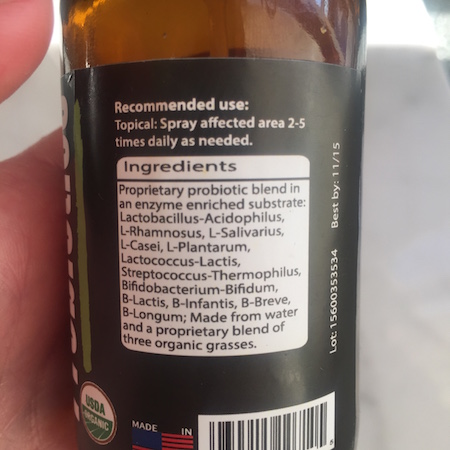 Recommended use:
Topical: Spray affected area 2-5
times daily as needed.
Ingredients
Proprietary probiotic blend in
an enzyme enriched substrate:
Lactobacillus-Acidophilus,
L-Rhamnosus, L-Salivarius,
L-Casei, L-Plantarum,
Lactococcus-Lactis,
Streptococcus-Thermophilus,
Bifidobacterium-Bifidum,
B-Lactis, B-Infantis, B-Breve,
B-Longum; Made from water
and a proprietary blend of
three organic grasses.
Lot: 15600353534 Best by: 11/15
USDA
ORGANIC
MADE IN